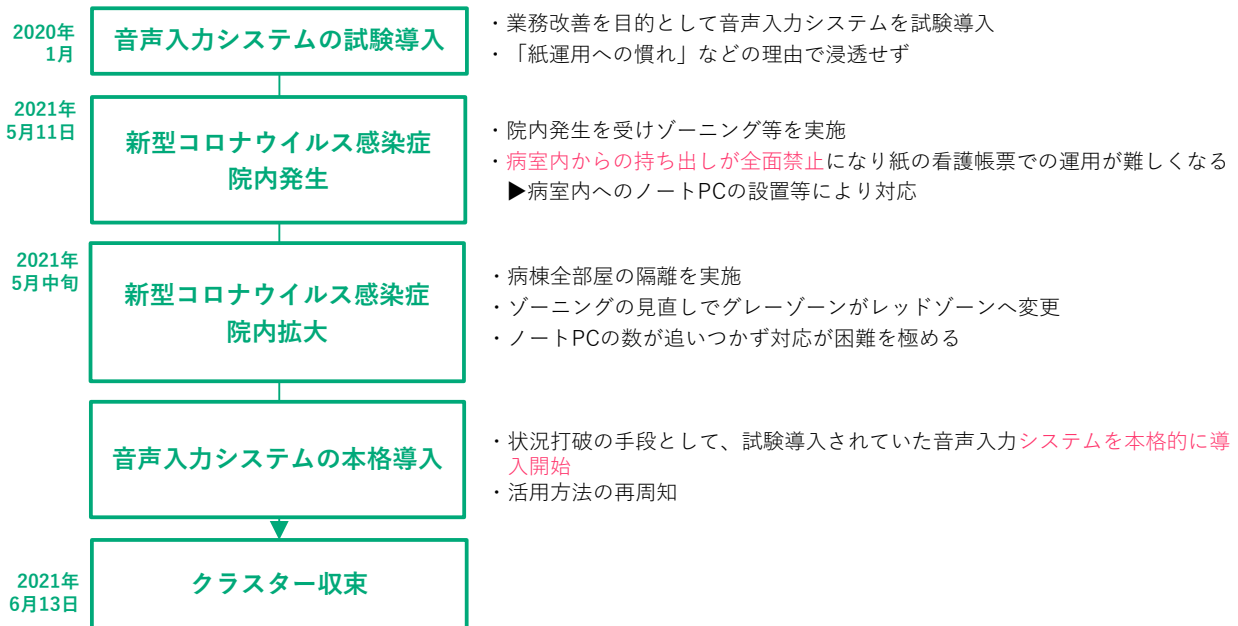 2020年
1月
音声入力システムの試験導入
・業務改善を目的として音声入力システムを試験導入
・「紙運用への慣れ」などの理由で浸透せず
2021年
5月11日
新型コロナウイルス感染症
院内発生
・院内発生を受けゾーニング等を実施
・病室内からの持ち出しが全面禁止になり紙の看護帳票での運用が難しくなる
▶病室内へのノートPCの設置等により対応
2021年
5月中旬
新型コロナウイルス感染症
院内拡大
・病棟全部屋の隔離を実施
・ゾーニングの見直しでグレーゾーンがレッドゾーンへ変更
・ノートPCの数が追いつかず対応が困難を極める
音声入力システムの本格導入
・状況打破の手段として、試験導入されていた音声入力システムを本格的に導
入開始
・活用方法の再周知
2021年
6月13日
クラスター収束